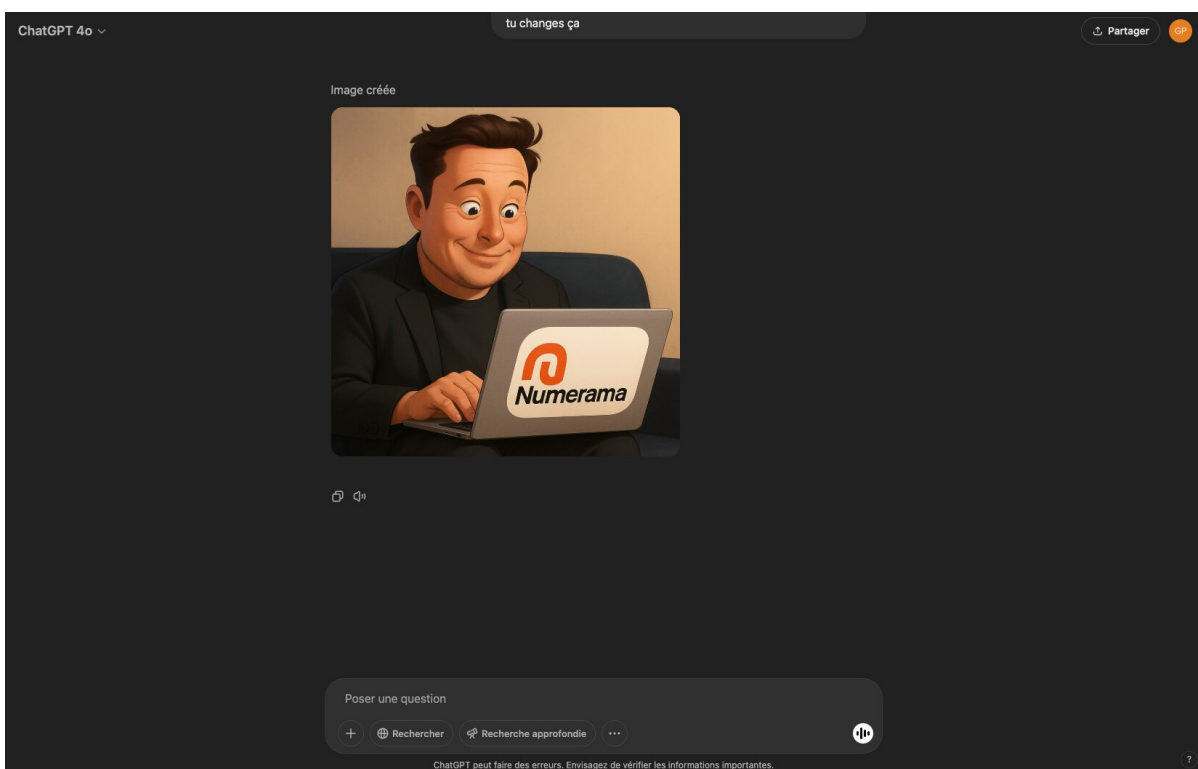 tu changes ça
ChatGPT 4o
Partager
GP
Image créée
Numerama
Poser une question
Rechercher
Recherche approfondie
ChatGPT peut faire des erreurs. Envisagez de vérifier les informations importantes.
?